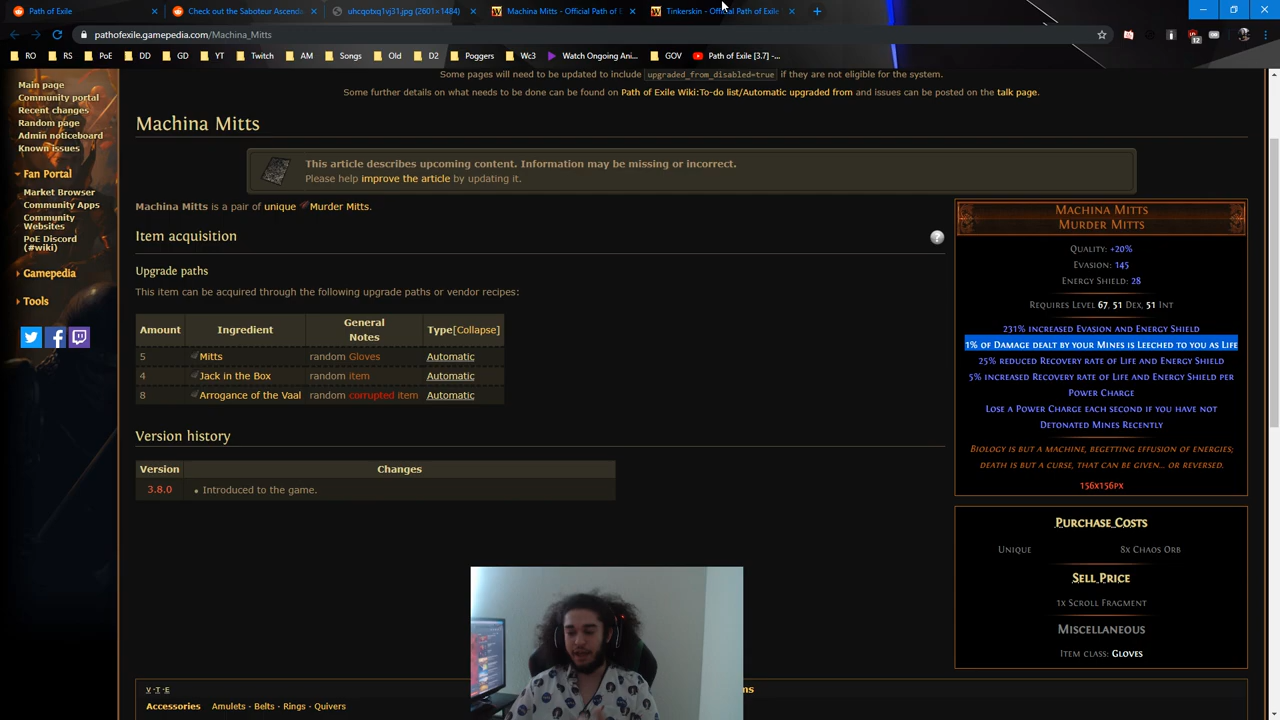 Path of Exile
Check out the Saboteur Ascenda
uhcqotxq1vj31.jpg (2601×1484)
Machina Mitts - Official Path of E
Tinkerskin - Official Path of Exile
pathofexile.gamepedia.com/Machina_Mitts
12
RO
RS
PoE
DD
GD
YT
Twitch
AM
Songs
Old
D2
Poggers
Wc3
Watch Ongoing Ani...
GOV
Path of Exile [3.7] -...
Some pages will need to be updated to include upgraded_from_disabled=true if they are not eligible for the system.
Some further details on what needs to be done can be found on Path of Exile Wiki:To-do list/Automatic upgraded from and issues can be posted on the talk page.
Main page
Community portal
Recent changes
Random page
Admin noticeboard
Known issues
Fan Portal
Market Browser
Community Apps
Community
Websites
PoE Discord
(#wiki)
Gamepedia
Tools
Machina Mitts
This article describes upcoming content. Information may be missing or incorrect.
Please help improve the article by updating it.
Machina Mitts is a pair of unique Murder Mitts.
Item acquisition
?
Upgrade paths
This item can be acquired through the following upgrade paths or vendor recipes:
Amount Ingredient General Notes Type[Collapse]
5 Mitts random Gloves Automatic
4 Jack in the Box random item Automatic
8 Arrogance of the Vaal random corrupted item Automatic
Version history
Version Changes
3.8.0 Introduced to the game.
Machina Mitts
Murder Mitts
Quality: +20%
Evasion: 145
Energy Shield: 28
Requires Level 67, 51 Dex, 51 Int
231% increased Evasion and Energy Shield
1% of Damage dealt by your Mines is Leeched to you as Life
25% reduced Recovery rate of Life and Energy Shield
5% increased Recovery rate of Life and Energy Shield per
Power Charge
Lose a Power Charge each second if you have not
Detonated Mines Recently
Biology is but a machine, begetting effusion of energies;
death is but a curse, that can be given... or reversed.
156x156px
Purchase Costs
Unique 8x Chaos Orb
Sell Price
1x Scroll Fragment
Miscellaneous
Item class: Gloves
V·T·E
ms
Accessories Amulets · Belts · Rings · Quivers